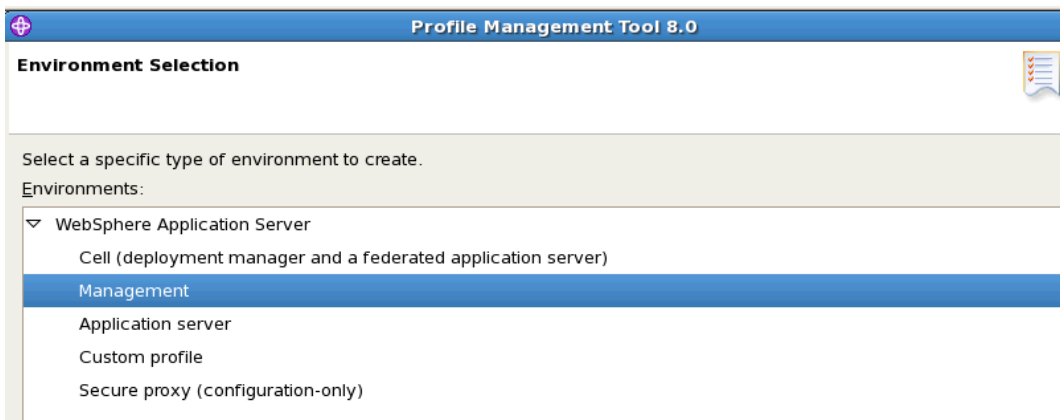 Profile Management Tool 8.0
Environment Selection
Select a specific type of environment to create.
Environments:
WebSphere Application Server
Cell (deployment manager and a federated application server)
Management
Application server
Custom profile
Secure proxy (configuration-only)